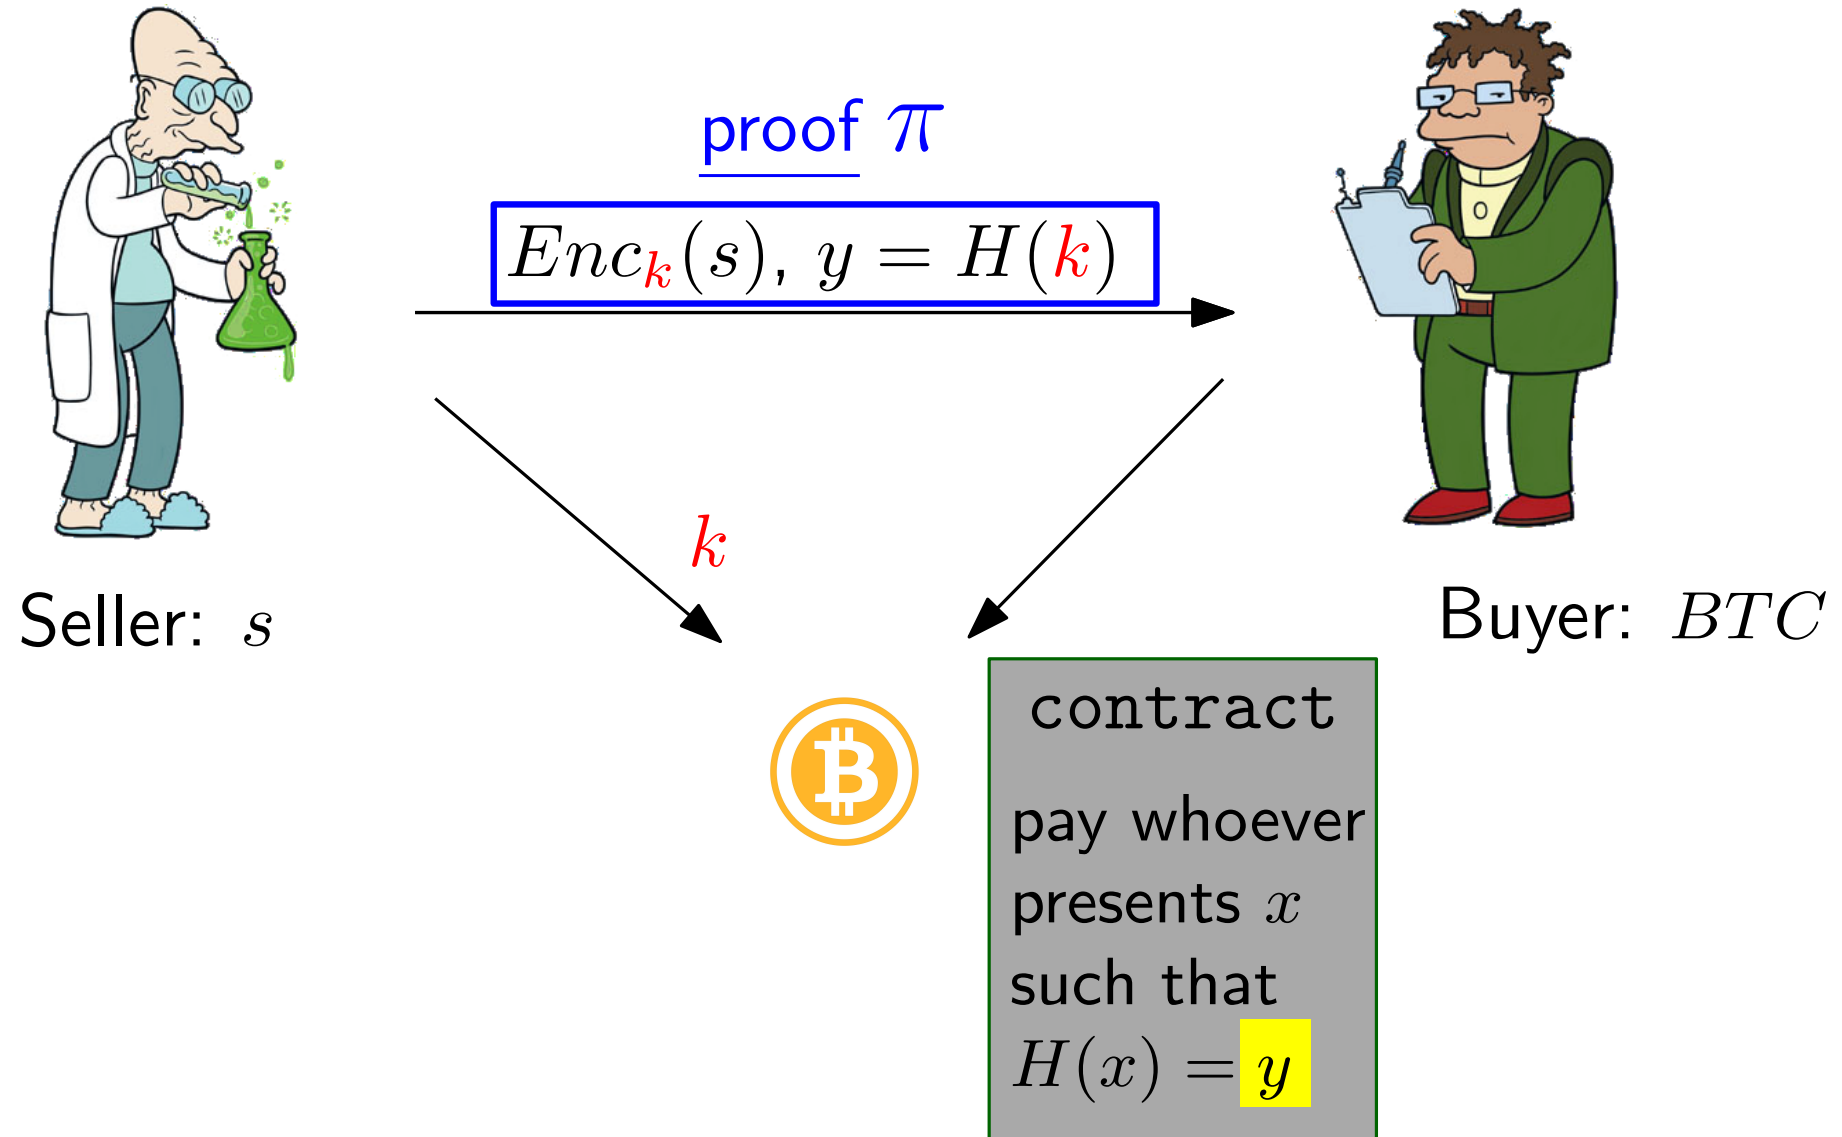 proof π
Enc_k(s), y = H(k)
k
Seller: s
Buyer: BTC
contract
pay whoever
presents x
such that
H(x) = y